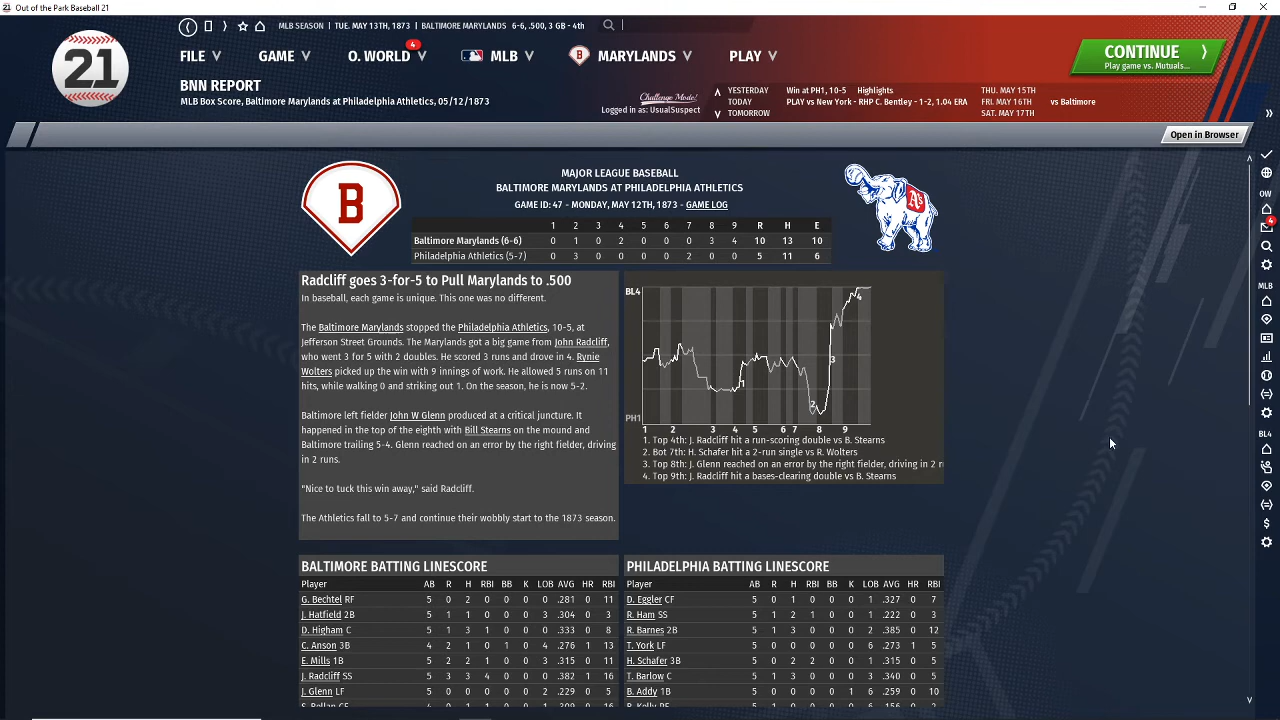 21 Out of the Park Baseball 21
MLB SEASON | TUE. MAY 13TH, 1873 | BALTIMORE MARYLANDS 6-6, .500, 3 GB - 4th
21 FILE GAME O. WORLD 4 MLB B MARYLANDS PLAY
CONTINUE
Play game vs. Mutuals...
BNN REPORT
MLB Box Score, Baltimore Marylands at Philadelphia Athletics, 05/12/1873
Challenge Mode!
Logged in as: UsualSuspect
YESTERDAY Win at PH1, 10-5 Highlights THU. MAY 15TH
TODAY PLAY vs New York - RHP C. Bentley - 1-2, 1.04 ERA FRI. MAY 16TH vs Baltimore
TOMORROW SAT. MAY 17TH
Open in Browser
MAJOR LEAGUE BASEBALL
BALTIMORE MARYLANDS AT PHILADELPHIA ATHLETICS
GAME ID: 47 - MONDAY, MAY 12TH, 1873 - GAME LOG
B
A's
1 2 3 4 5 6 7 8 9 R H E
Baltimore Marylands (6-6) 0 1 0 2 0 0 0 3 4 10 13 10
Philadelphia Athletics (5-7) 0 3 0 0 0 0 2 0 0 5 11 6
Radcliff goes 3-for-5 to Pull Marylands to .500
In baseball, each game is unique. This one was no different.
The Baltimore Marylands stopped the Philadelphia Athletics, 10-5, at
Jefferson Street Grounds. The Marylands got a big game from John Radcliff,
who went 3 for 5 with 2 doubles. He scored 3 runs and drove in 4. Rynie
Wolters picked up the win with 9 innings of work. He allowed 5 runs on 11
hits, while walking 0 and striking out 1. On the season, he is now 5-2.
Baltimore left fielder John W Glenn produced at a critical juncture. It
happened in the top of the eighth with Bill Stearns on the mound and
Baltimore trailing 5-4. Glenn reached on an error by the right fielder, driving
in 2 runs.
"Nice to tuck this win away," said Radcliff.
The Athletics fall to 5-7 and continue their wobbly start to the 1873 season.
BL4
4
3
1
2
PH1
1 2 3 4 5 6 7 8 9
1. Top 4th: J. Radcliff hit a run-scoring double vs B. Stearns
2. Bot 7th: H. Schafer hit a 2-run single vs R. Wolters
3. Top 8th: J. Glenn reached on an error by the right fielder, driving in 2 r
4. Top 9th: J. Radcliff hit a bases-clearing double vs B. Stearns
BALTIMORE BATTING LINESCORE
Player AB R H RBI BB K LOB AVG HR RBI
G. Bechtel RF 5 0 2 0 0 0 0 .281 0 11
J. Hatfield 2B 5 1 1 0 0 0 3 .304 0 3
D. Higham C 5 1 3 1 0 0 0 .333 0 8
C. Anson 3B 4 2 1 0 1 0 4 .276 1 13
E. Mills 1B 5 2 2 1 0 0 3 .315 0 11
J. Radcliff SS 5 3 3 4 0 0 0 .382 1 16
J. Glenn LF 5 0 0 0 0 0 2 .229 0 5
PHILADELPHIA BATTING LINESCORE
Player AB R H RBI BB K LOB AVG HR RBI
D. Eggler CF 5 0 1 0 0 0 1 .327 0 7
R. Ham SS 5 1 2 1 0 0 1 .222 0 3
R. Barnes 2B 5 1 3 0 0 0 2 .385 0 12
T. York LF 5 0 0 0 0 0 6 .273 1 5
H. Schafer 3B 5 0 2 2 0 0 1 .315 0 5
T. Barlow C 5 1 3 0 0 0 3 .340 0 5
B. Addy 1B 5 0 0 0 0 1 6 .259 0 10
OW
4
MLB
BL4